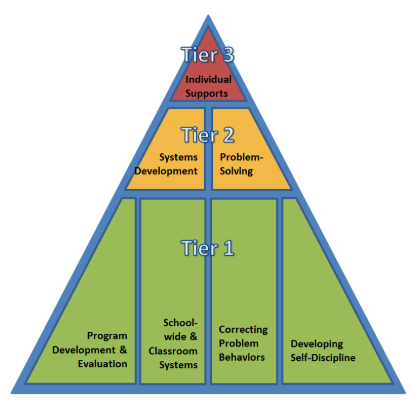 Tier 3
Individual
Supports
Tier 2
Systems
Development
Problem-
Solving
Tier 1
Program
Development &
Evaluation
School-
wide &
Classroom
Systems
Correcting
Problem
Behaviors
Developing
Self-Discipline